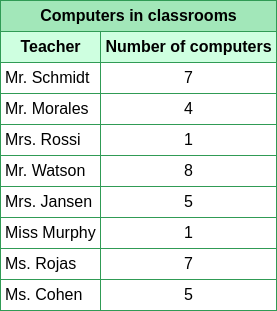 Computers in classrooms
Teacher Number of computers
Mr. Schmidt 7
Mr. Morales 4
Mrs. Rossi 1
Mr. Watson 8
Mrs. Jansen 5
Miss Murphy 1
Ms. Rojas 7
Ms. Cohen 5